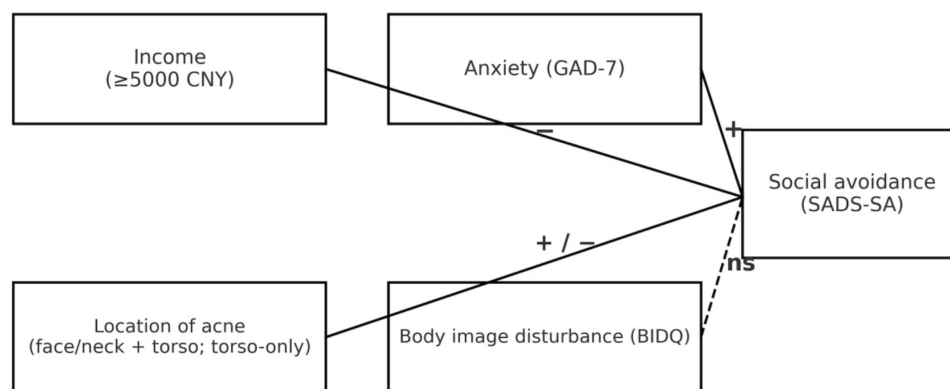 Income
(≥5000 CNY)
Anxiety (GAD-7)
−
+
Social avoidance
(SADS-SA)
+ / −
ns
Location of acne
(face/neck + torso; torso-only)
Body image disturbance (BIDQ)